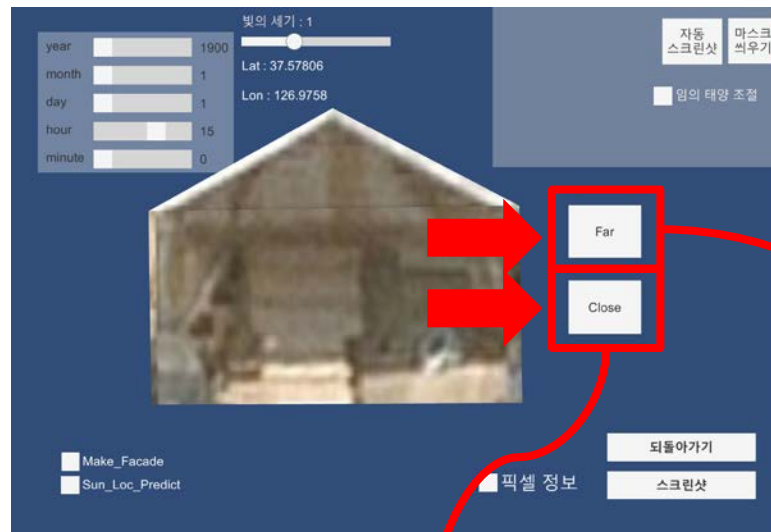 year 1900
month 1
day 1
hour 15
minute 0
빛의 세기 : 1
Lat : 37.57806
Lon : 126.9758
자동
스크린샷
마스크
씌우기
임의 태양 조절
Far
Close
Make_Facade
Sun_Loc_Predict
픽셀 정보
되돌아가기
스크린샷